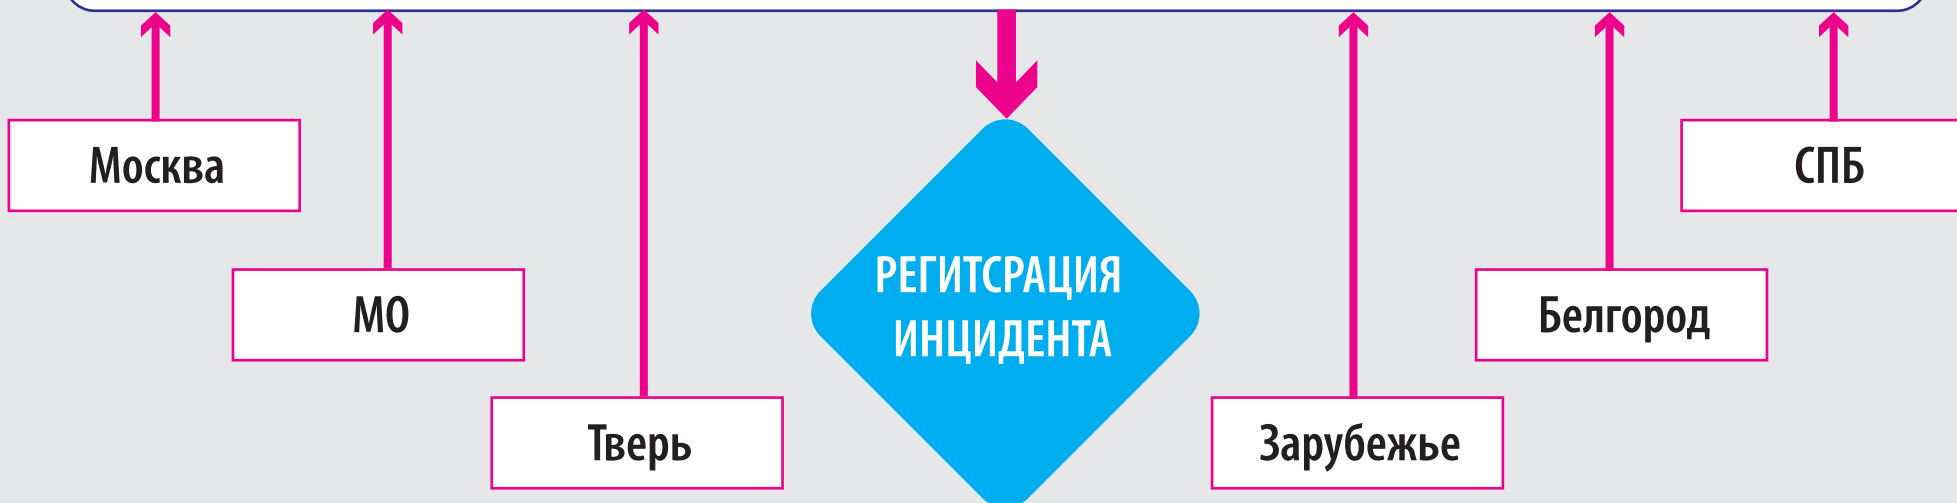 Москва
СПБ
РЕГИТСРАЦИЯ
ИНЦИДЕНТА
МО
Белгород
Тверь
Зарубежье